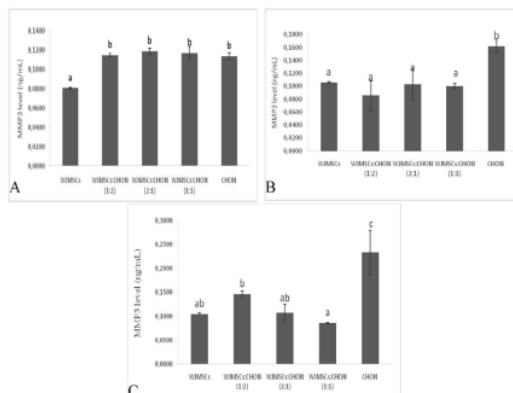 0,1400
0,1200
0,1000
0,0800
0,0600
0,0400
0,0200
0,0000
MMP3 level (ng/mL)
a
b
b
b
b
WJMSCs
WJMSCs:CHON (1:2)
WJMSCs:CHON (2:1)
WJMSCs:CHON (1:1)
CHON
A
0,1800
0,1600
0,1400
0,1200
0,1000
0,0800
0,0600
0,0400
0,0200
0,0000
MMP3 level (ng/mL)
a
a
a
a
b
WJMSCs
WJMSCs:CHON (1:2)
WJMSCs:CHON (2:1)
WJMSCs:CHON (1:1)
CHON
B
0,3000
0,2500
0,2000
0,1500
0,1000
0,0500
0,0000
MMP3 level (ng/mL)
ab
b
ab
a
c
WJMSCs
WJMSCs:CHON (1:2)
WJMSCs:CHON (2:1)
WJMSCs:CHON (1:1)
CHON
C